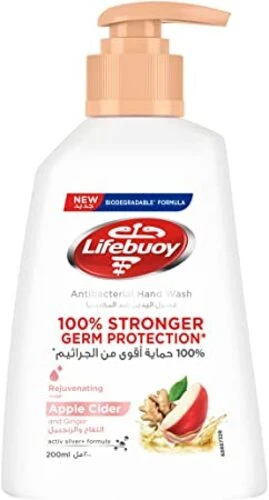 NEW
جديد
BIODEGRADABLE* FORMULA
Lifebuoy
Antibacterial Hand Wash
100% STRONGER
GERM PROTECTION*
100% حماية أقوى من الجراثيم*
Rejuvenating
Apple Cider
and Ginger
التفاح والزنجبيل
activ silver+ formula
200ml ٢٠٠مل